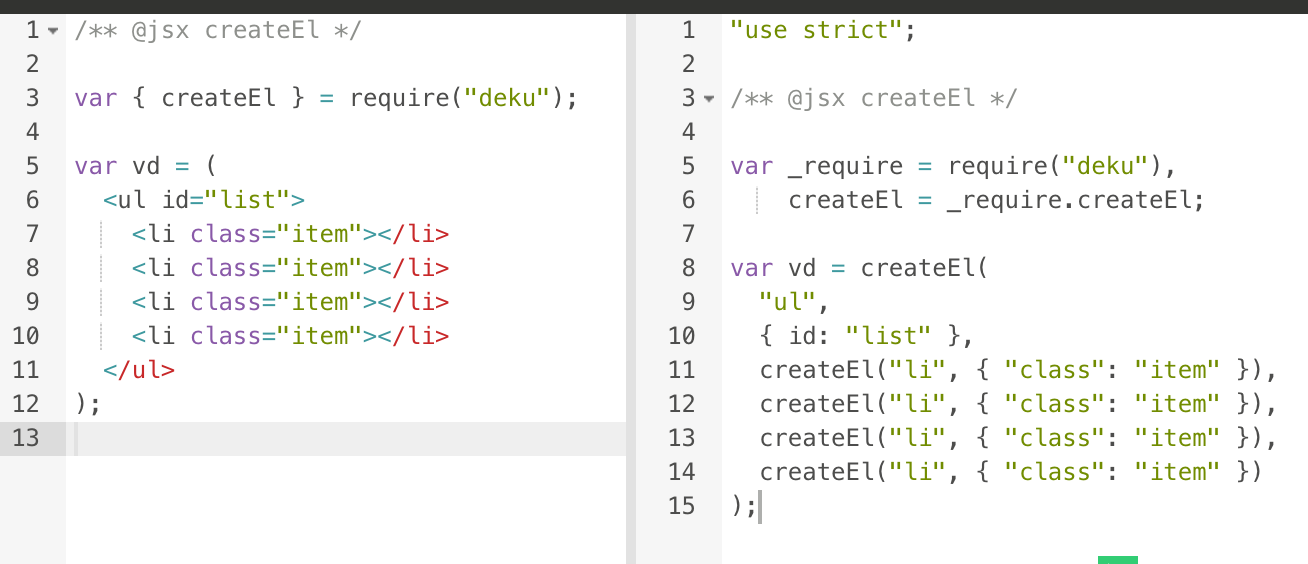 1 /** @jsx createEl */
2
3 var { createEl } = require("deku");
4
5 var vd = (
6   <ul id="list">
7     <li class="item"></li>
8     <li class="item"></li>
9     <li class="item"></li>
10     <li class="item"></li>
11   </ul>
12 );
13
1 "use strict";
2
3 /** @jsx createEl */
4
5 var _require = require("deku"),
6     createEl = _require.createEl;
7
8 var vd = createEl(
9   "ul",
10   { id: "list" },
11   createEl("li", { "class": "item" }),
12   createEl("li", { "class": "item" }),
13   createEl("li", { "class": "item" }),
14   createEl("li", { "class": "item" })
15 );